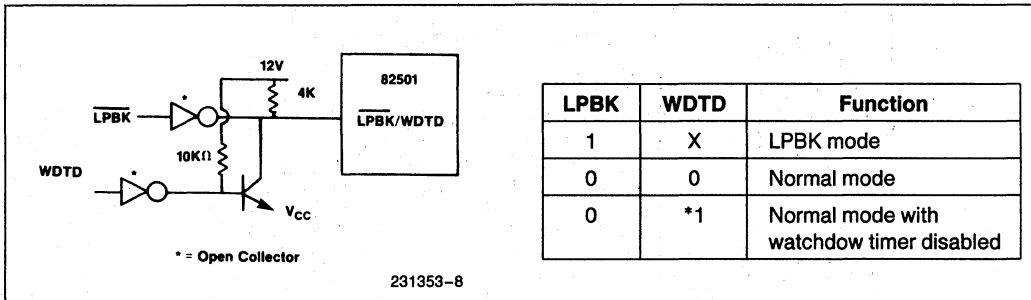 12V
4K
82501
LPBK
LPBK/WDTD
10KΩ
WDTD
VCC
* = Open Collector
231353-8
LPBK WDTD Function
1 X LPBK mode
0 0 Normal mode
0 *1 Normal mode with
watchdow timer disabled